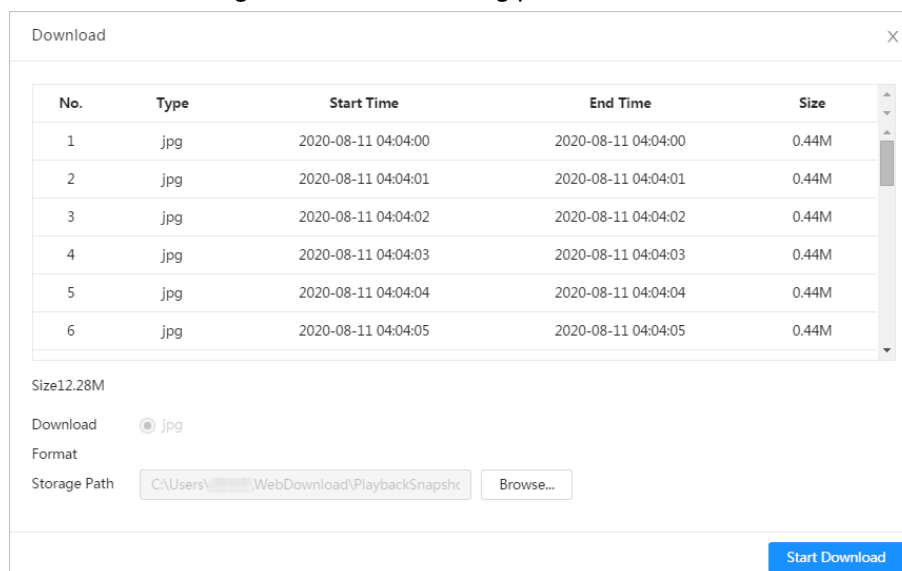 Download
No. Type Start Time End Time Size
1 jpg 2020-08-11 04:04:00 2020-08-11 04:04:00 0.44M
2 jpg 2020-08-11 04:04:01 2020-08-11 04:04:01 0.44M
3 jpg 2020-08-11 04:04:02 2020-08-11 04:04:02 0.44M
4 jpg 2020-08-11 04:04:03 2020-08-11 04:04:03 0.44M
5 jpg 2020-08-11 04:04:04 2020-08-11 04:04:04 0.44M
6 jpg 2020-08-11 04:04:05 2020-08-11 04:04:05 0.44M
Size12.28M
Download jpg
Format
Storage Path C:\Users\ WebDownload\PlaybackSnapsho Browse...
Start Download